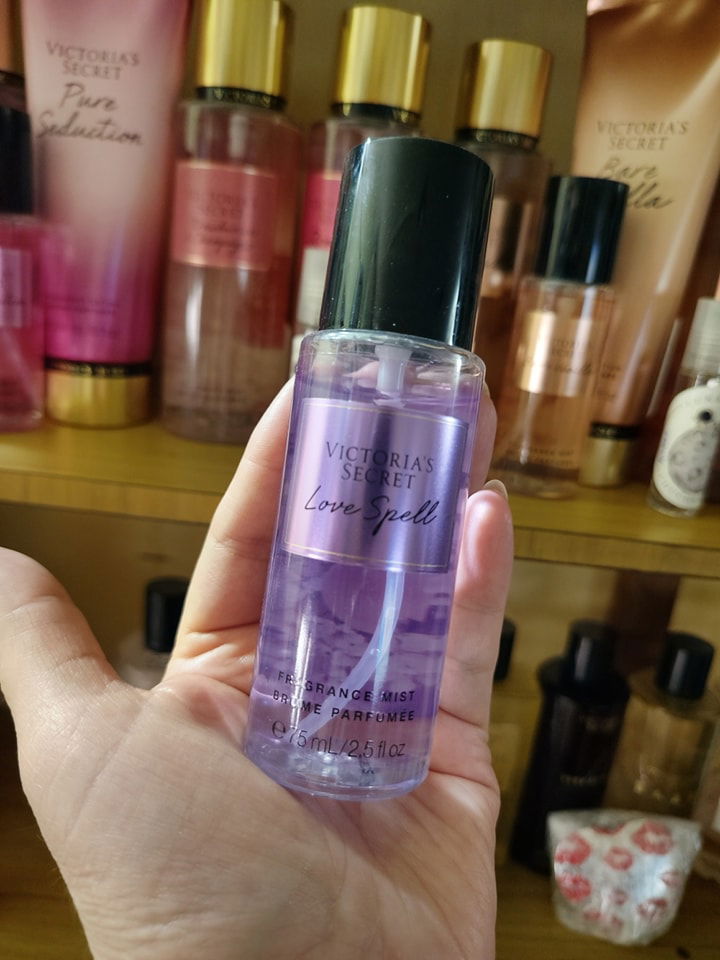 VICTORIA'S
SECRET
Pure
Seduction
VICTORIA'S
SECRET
Bare
VICTORIA'S
SECRET
Love Spell
FRAGRANCE MIST
BRUME PARFUMÉE
℮75 mL/2.5 fl oz